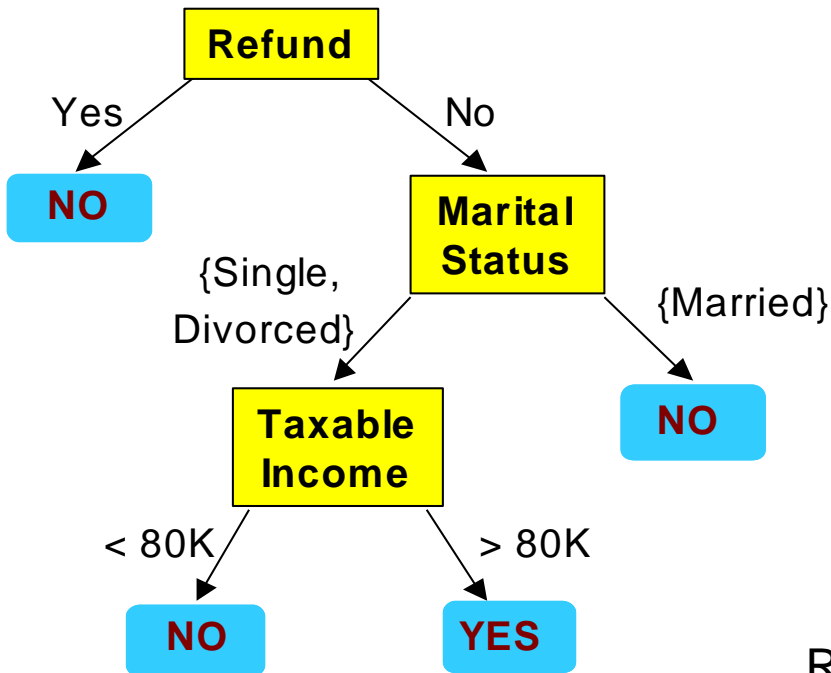 Refund
Yes
No
NO
Marital
Status
{Single,
Divorced}
{Married}
Taxable
Income
NO
< 80K
> 80K
NO
YES
R